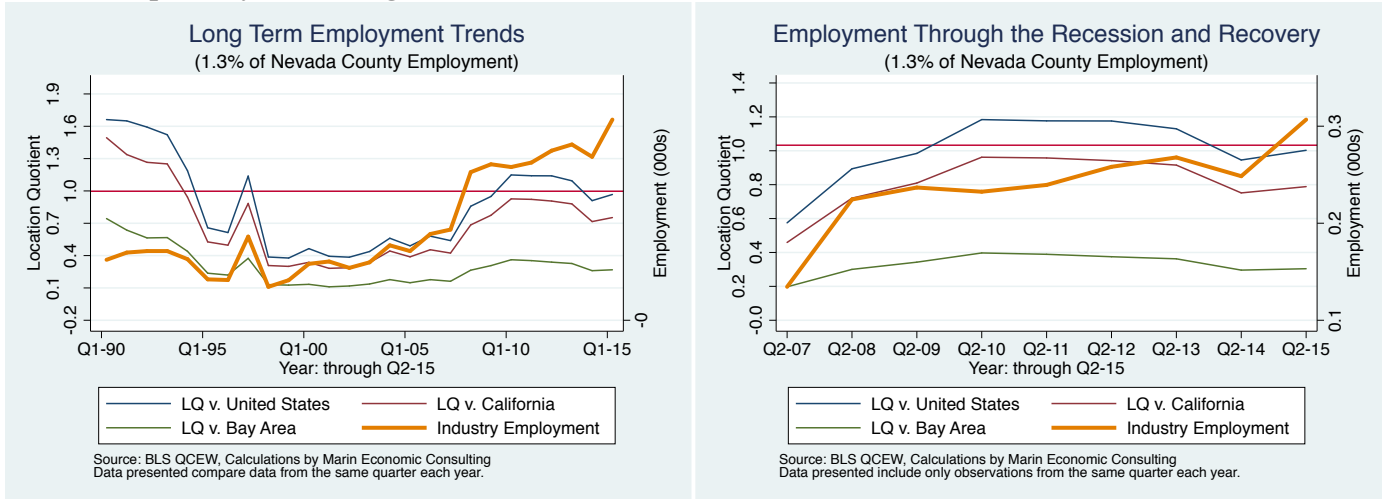 Long Term Employment Trends
(1.3% of Nevada County Employment)
Location Quotient
1.9
1.6
1.3
1.0
0.7
0.4
0.1
-0.2
Employment (000s)
-0
Q1-90 Q1-95 Q1-00 Q1-05 Q1-10 Q1-15
Year: through Q2-15
LQ v. United States LQ v. California
LQ v. Bay Area Industry Employment
Source: BLS QCEW, Calculations by Marin Economic Consulting
Data presented compare data from the same quarter each year.
Employment Through the Recession and Recovery
(1.3% of Nevada County Employment)
Location Quotient
1.4
1.2
1.0
0.8
0.6
0.4
0.2
-0.0
Employment (000s)
0.3
0.2
0.1
Q2-07 Q2-08 Q2-09 Q2-10 Q2-11 Q2-12 Q2-13 Q2-14 Q2-15
Year: through Q2-15
LQ v. United States LQ v. California
LQ v. Bay Area Industry Employment
Source: BLS QCEW, Calculations by Marin Economic Consulting
Data presented include only observations from the same quarter each year.